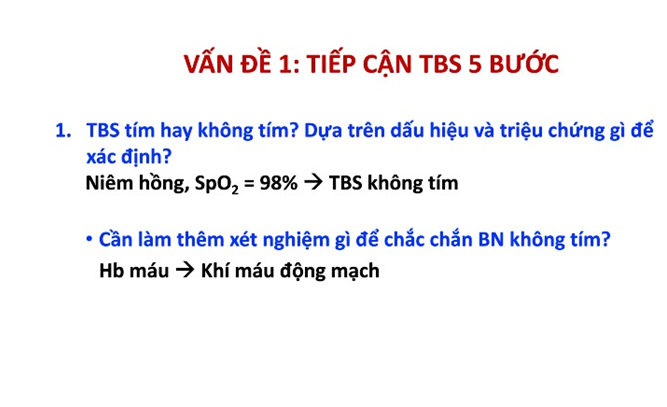 VẤN ĐỀ 1: TIẾP CẬN TBS 5 BƯỚC
1. TBS tím hay không tím? Dựa trên dấu hiệu và triệu chứng gì để
xác định?
Niêm hồng, SpO₂ = 98% → TBS không tím
• Cần làm thêm xét nghiệm gì để chắc chắn BN không tím?
Hb máu → Khí máu động mạch